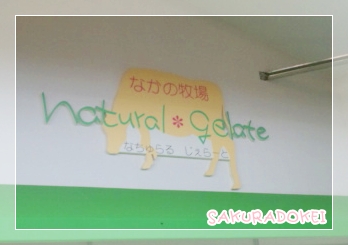 なかの牧場
natural * gelate
なちゅらる じぇらーと
SAKURADOKEI